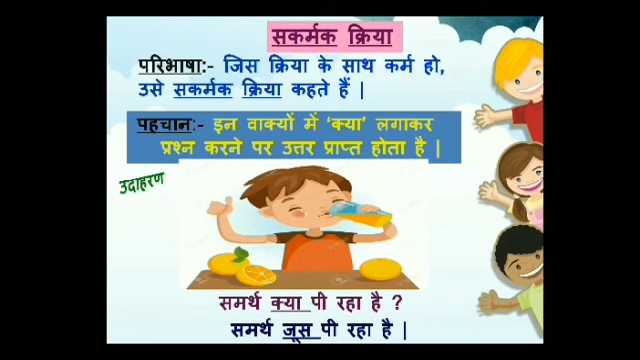 सकर्मक क्रिया
परिभाषा:- जिस क्रिया के साथ कर्म हो,
उसे सकर्मक क्रिया कहते हैं |
पहचान:- इन वाक्यों में ‘क्या’ लगाकर
प्रश्न करने पर उत्तर प्राप्त होता है |
उदाहरण
समर्थ क्या पी रहा है ?
समर्थ जूस पी रहा है |